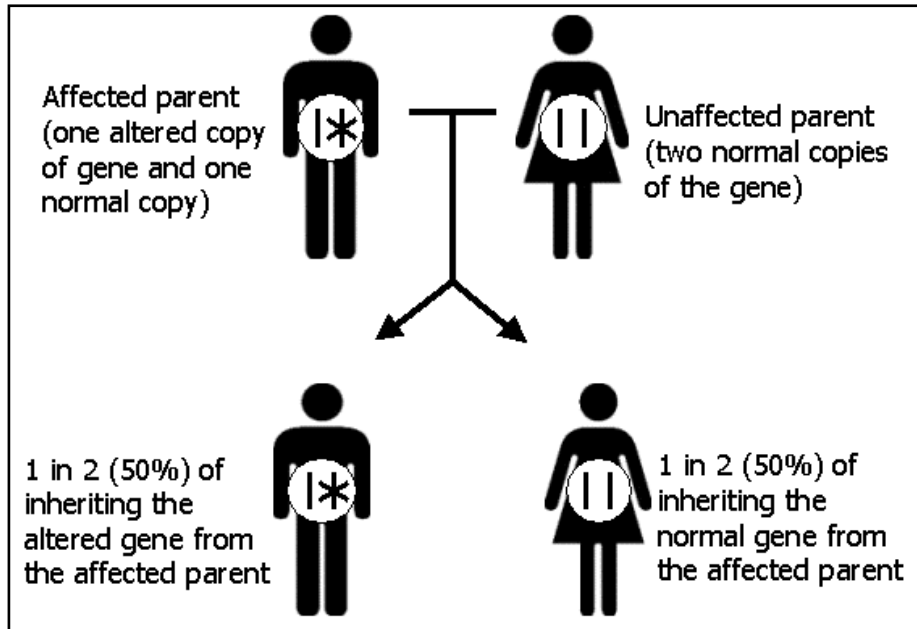 Affected parent
(one altered copy
of gene and one
normal copy)
Unaffected parent
(two normal copies
of the gene)
1 in 2 (50%) of
inheriting the
altered gene from
the affected parent
1 in 2 (50%) of
inheriting the
normal gene from
the affected parent